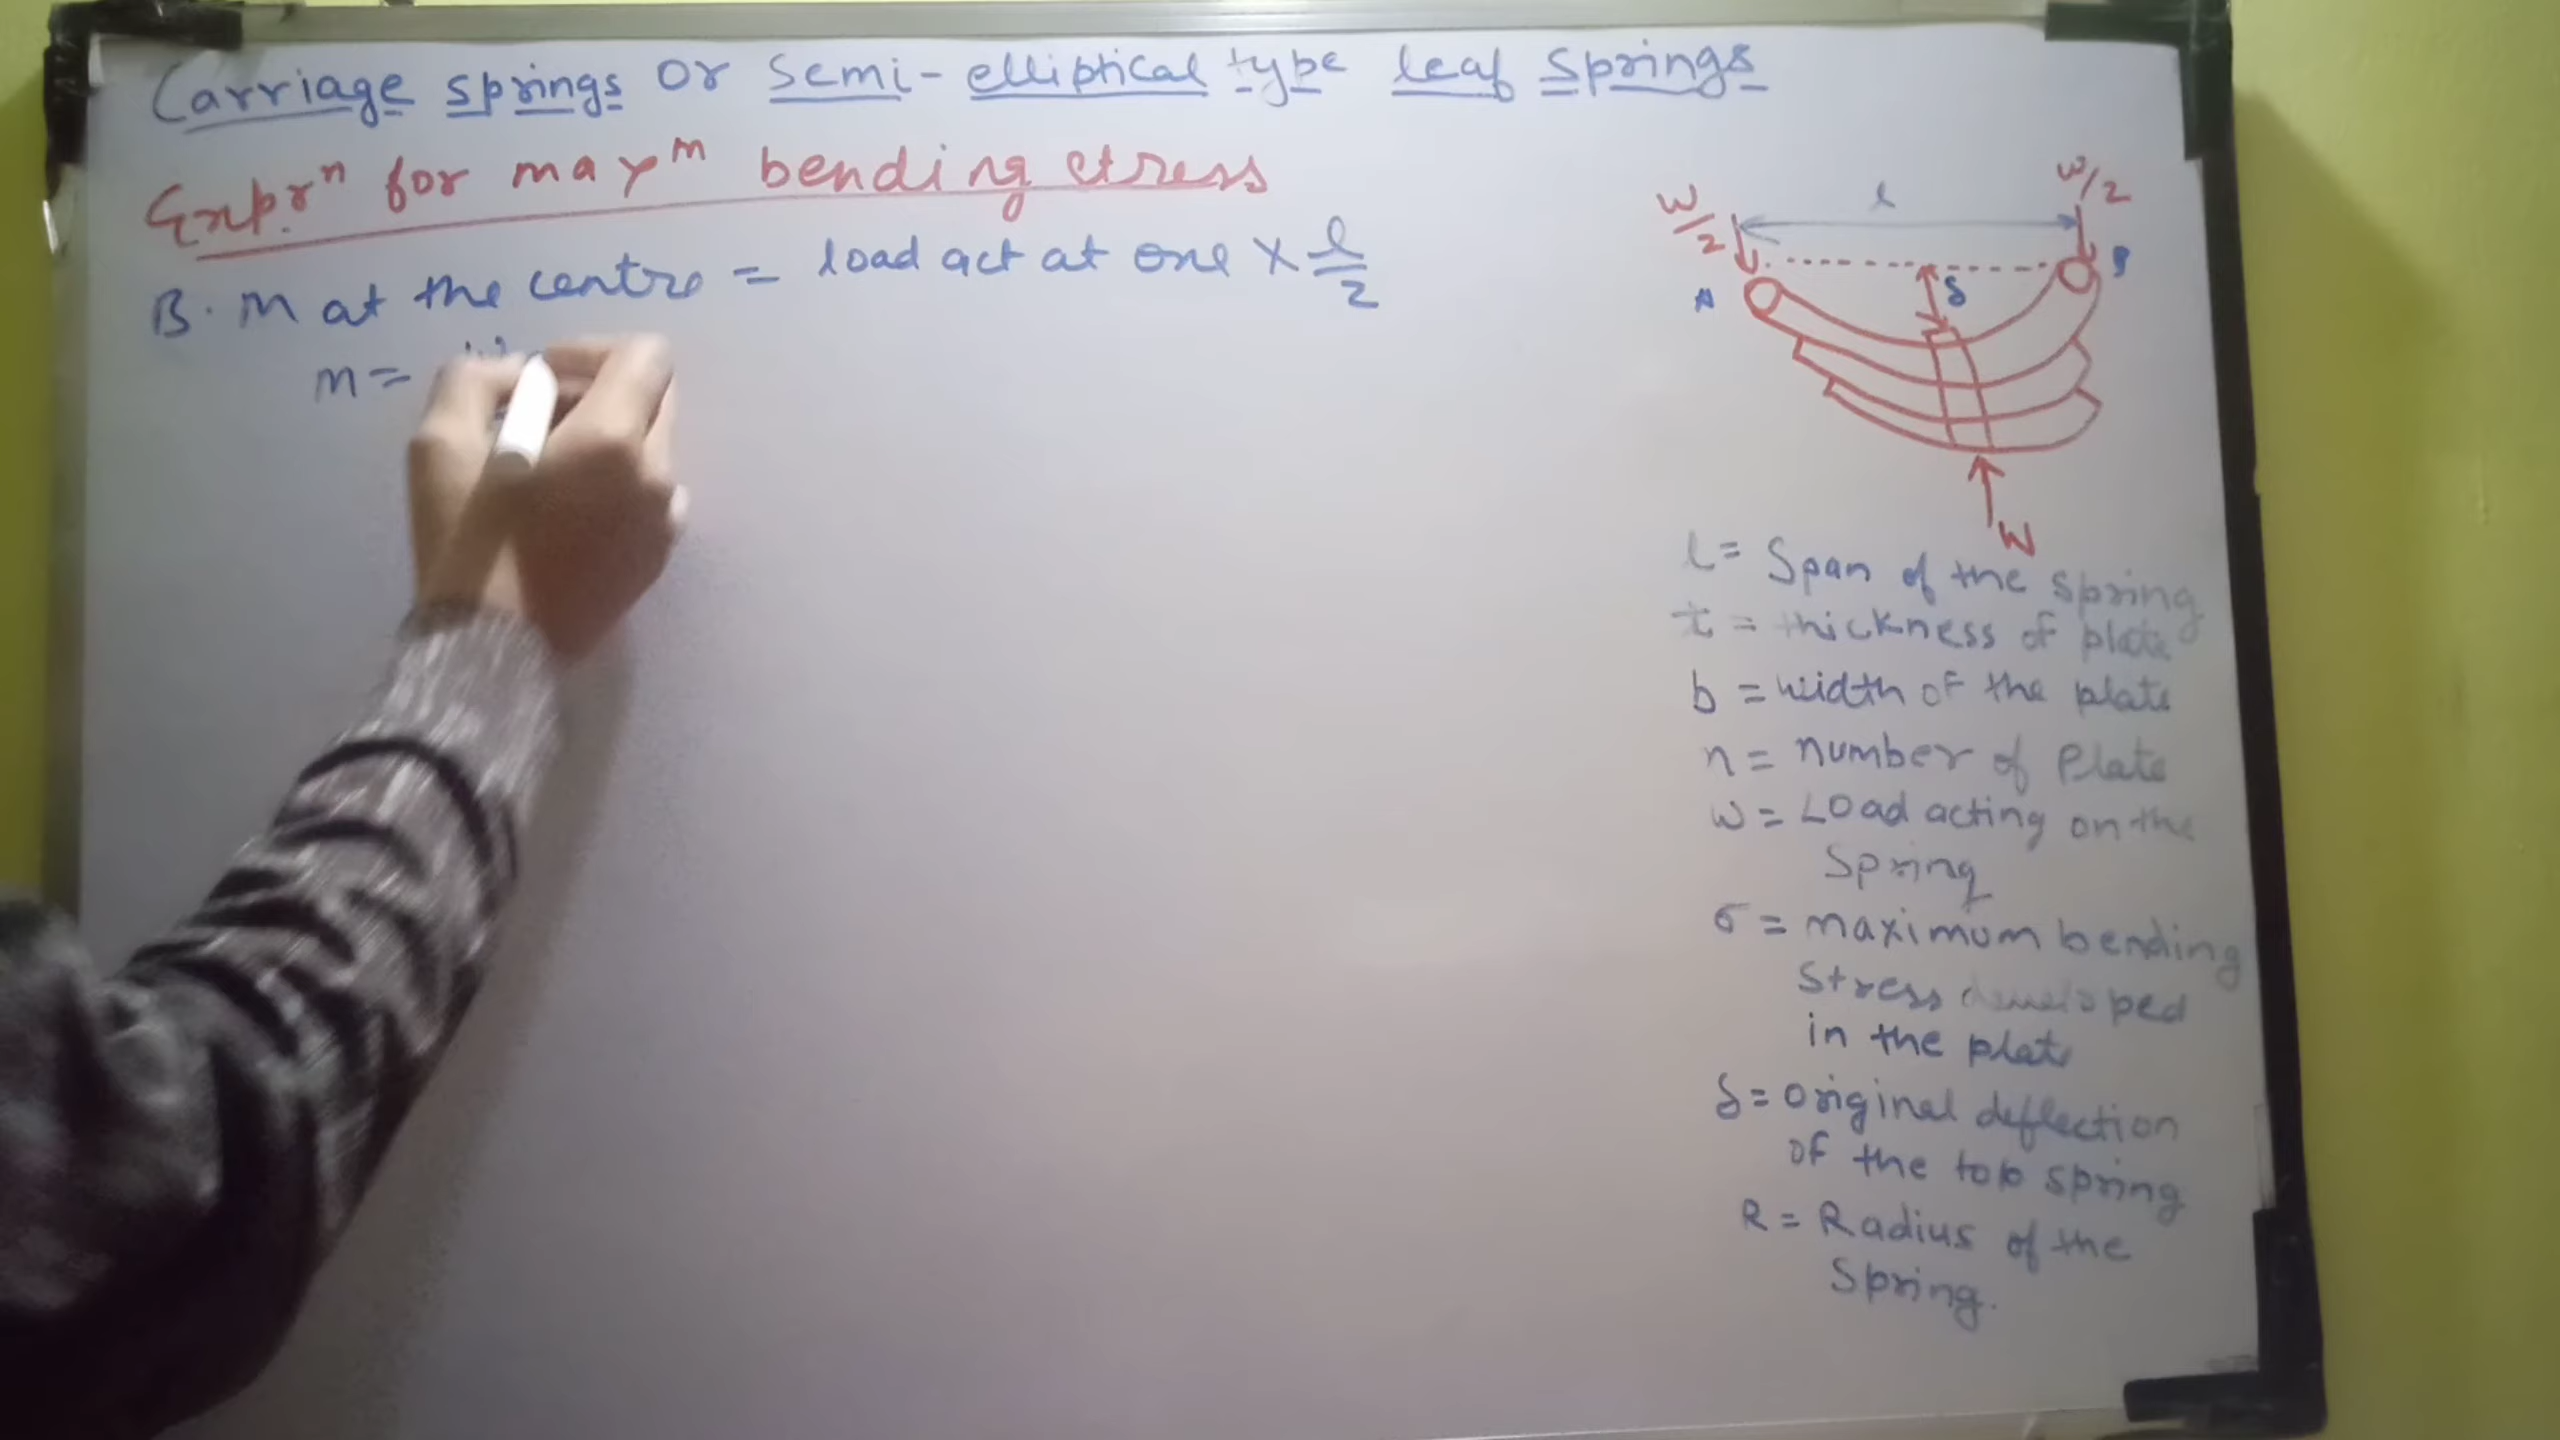 Carriage springs or semi-elliptical type leaf springs
Expr.n for maxm bending stress
B.M at the centre = load act at one × l/2
m = W
W/2
l
W/2
A
δ
B
W
l = Span of the spring
t = thickness of plate
b = width of the plate
n = number of Plate
W = Load acting on the
Spring
σ = maximum bending
Stress developed
in the plate
δ = Original deflection
of the top spring
R = Radius of the
Spring.